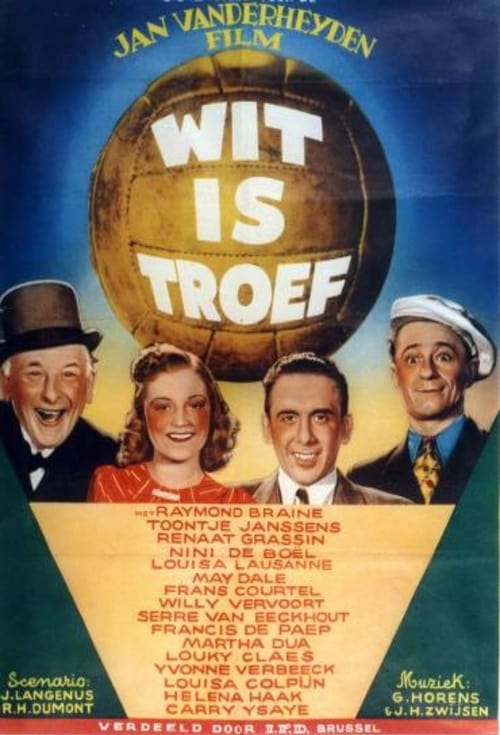 JAN VANDERHEYDEN
FILM
WIT
IS
TROEF
MET RAYMOND BRAINE
TOONTJE JANSSENS
RENAAT GRASSIN
NINI DE BOËL
LOUISA LAUSANNE
MAY DALE
FRANS COURTEL
WILLY VERVOORT
SERRE VAN EECKHOUT
FRANCIS DE PAEP
MARTHA DUA
LOUKY CLAES
YVONNE VERBEECK
LOUISA COLPIJN
HELENA HAAK
CARRY YSAYE
Scenario:
J. LANGENUS
R.H. DUMONT
Muziek:
G. HORENS
& J.H. ZWIJSEN
VERDEELD DOOR I.F.D. BRUSSEL